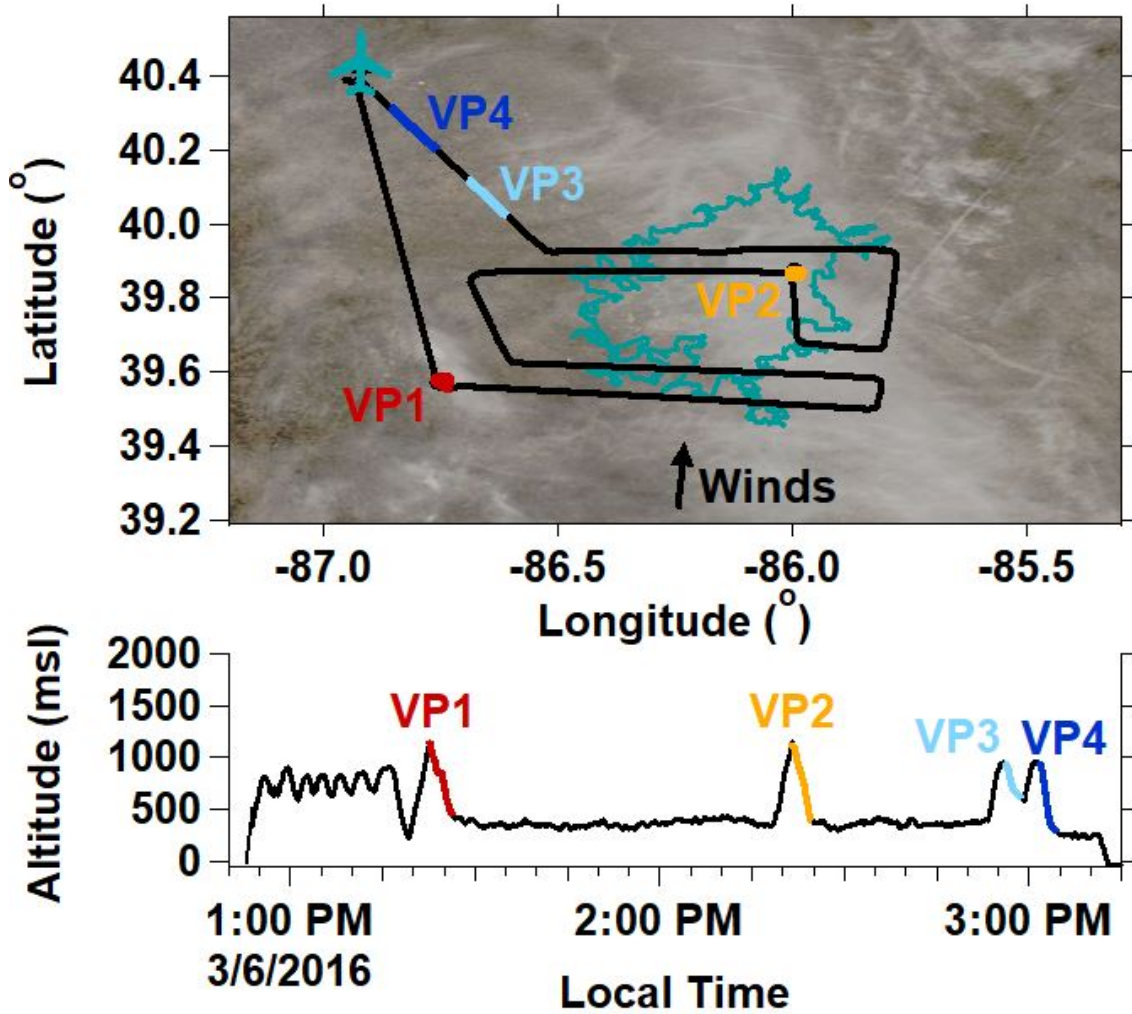 Latitude (°)
40.4
40.2
40.0
39.8
39.6
39.4
39.2
VP4
VP3
VP2
VP1
Winds
-87.0 -86.5 -86.0 -85.5
Longitude (°)
Altitude (msl)
2000
1500
1000
500
0
VP1 VP2 VP3 VP4
1:00 PM 2:00 PM 3:00 PM
3/6/2016
Local Time